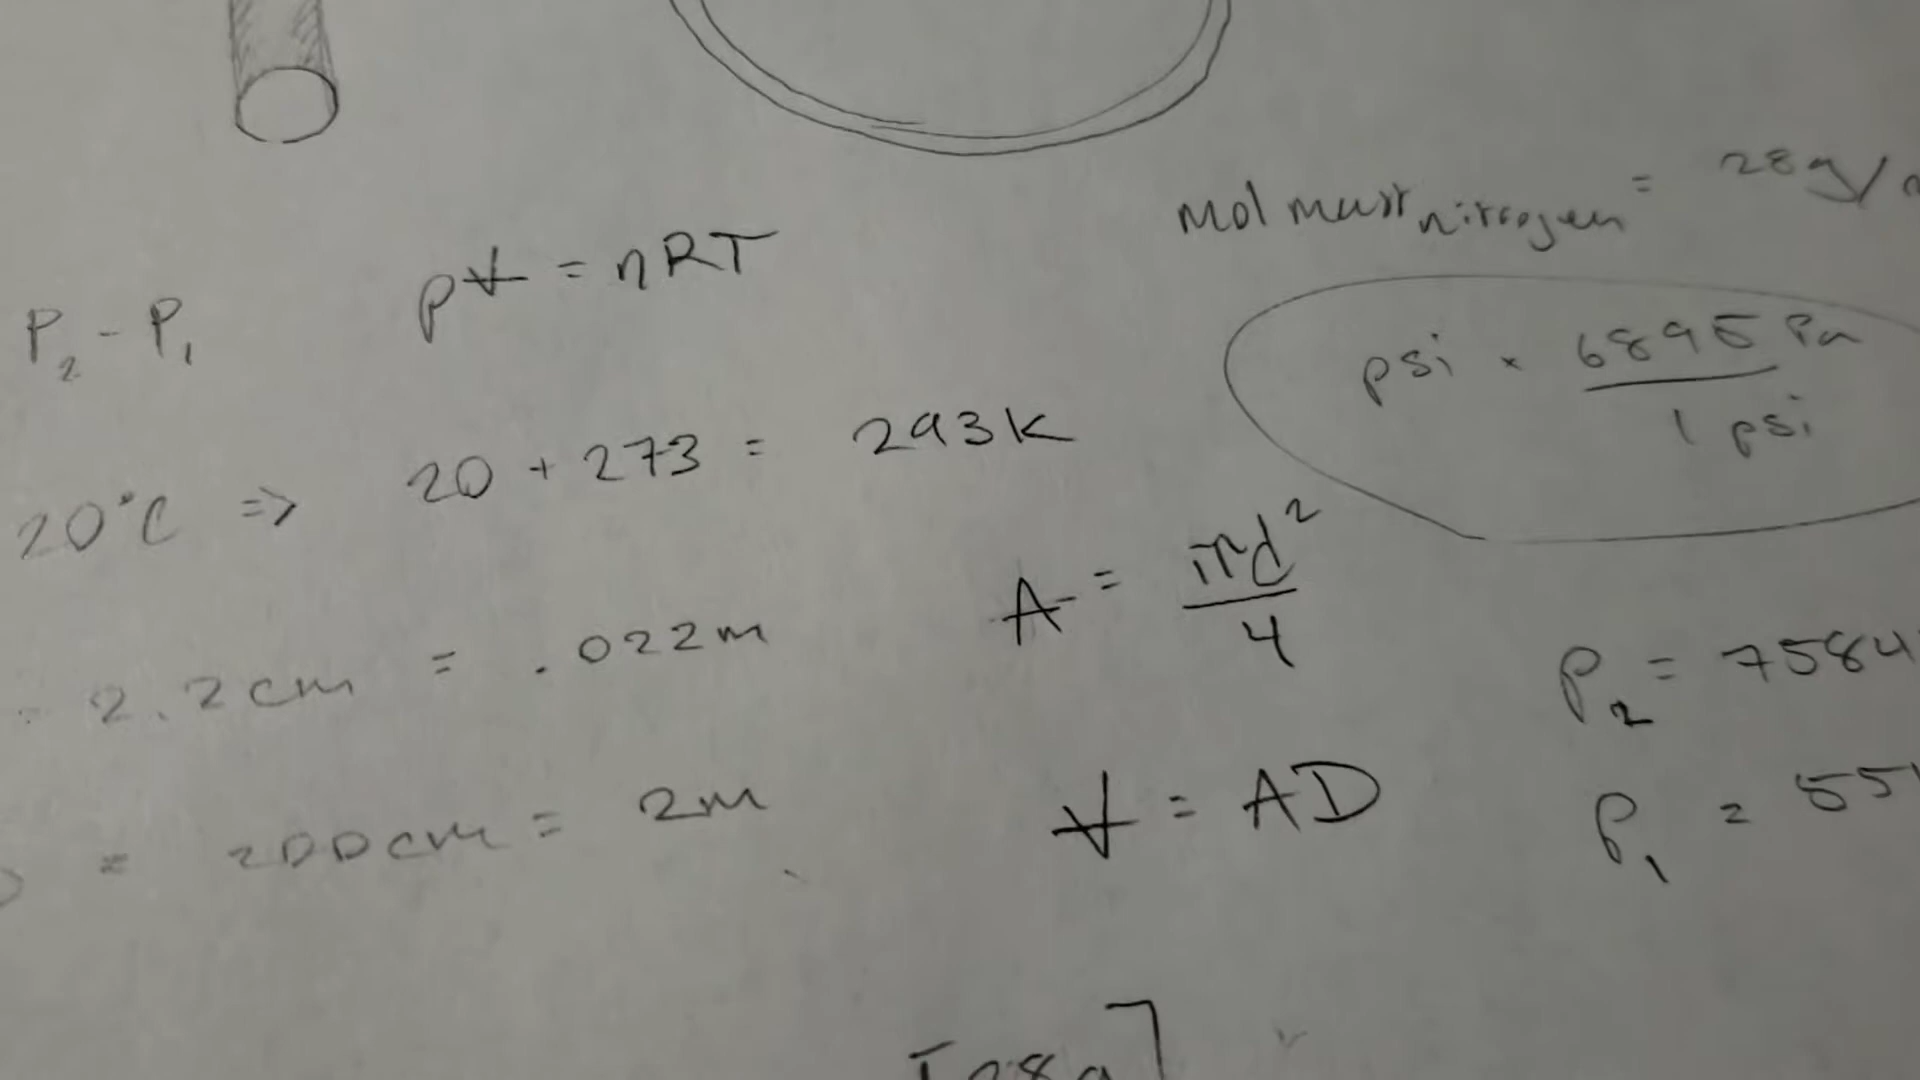 mol mass nitrogen = 28g/
P₂ - P₁
pV = nRT
psi × 6895 Pa / 1 psi
20°C => 20 + 273 = 293K
2.2cm = .022m
A = πd² / 4
P₂ = 7584
= 200cm = 2m
V = AD
P₁ = 55
[28g]